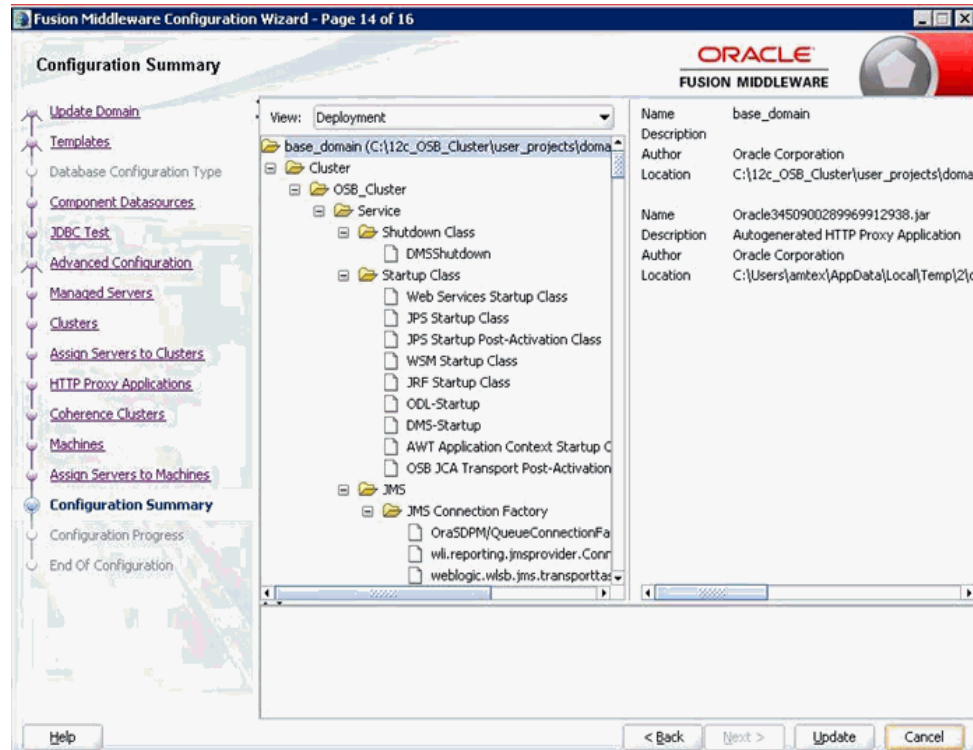 Fusion Middleware Configuration Wizard - Page 14 of 16
Configuration Summary
ORACLE
FUSION MIDDLEWARE
Update Domain
Templates
Database Configuration Type
Component Datasources
JDBC Test
Advanced Configuration
Managed Servers
Clusters
Assign Servers to Clusters
HTTP Proxy Applications
Coherence Clusters
Machines
Assign Servers to Machines
Configuration Summary
Configuration Progress
End Of Configuration
View: Deployment
base_domain (C:\12c_OSB_Cluster\user_projects\doma
Cluster
OSB_Cluster
Service
Shutdown Class
DMSShutdown
Startup Class
Web Services Startup Class
JPS Startup Class
JPS Startup Post-Activation Class
WSM Startup Class
JRF Startup Class
ODL-Startup
DMS-Startup
AWT Application Context Startup C
OSB JCA Transport Post-Activation
JMS
JMS Connection Factory
OraSDPM/QueueConnectionFa
wli.reporting.jmsprovider.Conn
weblogic.wlsb.jms.transporttas
Name base_domain
Description
Author Oracle Corporation
Location C:\12c_OSB_Cluster\user_projects\doma
Name Oracle3450900289969912938.jar
Description Autogenerated HTTP Proxy Application
Author Oracle Corporation
Location C:\Users\amtex\AppData\Local\Temp\2\c
Help
< Back
Next >
Update
Cancel